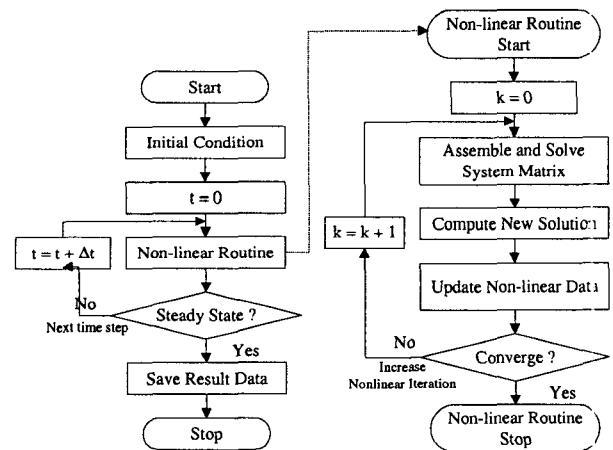 Start
Initial Condition
t = 0
t = t + Δt
Non-linear Routine
No
Next time step
Steady State ?
Yes
Save Result Data
Stop
Non-linear Routine
Start
k = 0
Assemble and Solve
System Matrix
Compute New Solution
k = k + 1
Update Non-linear Data
No
Increase
Nonlinear Iteration
Converge ?
Yes
Non-linear Routine
Stop